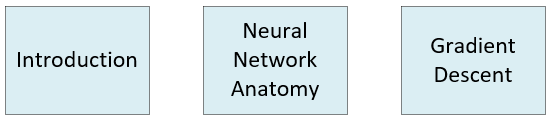 Introduction
Neural
Network
Anatomy
Gradient
Descent